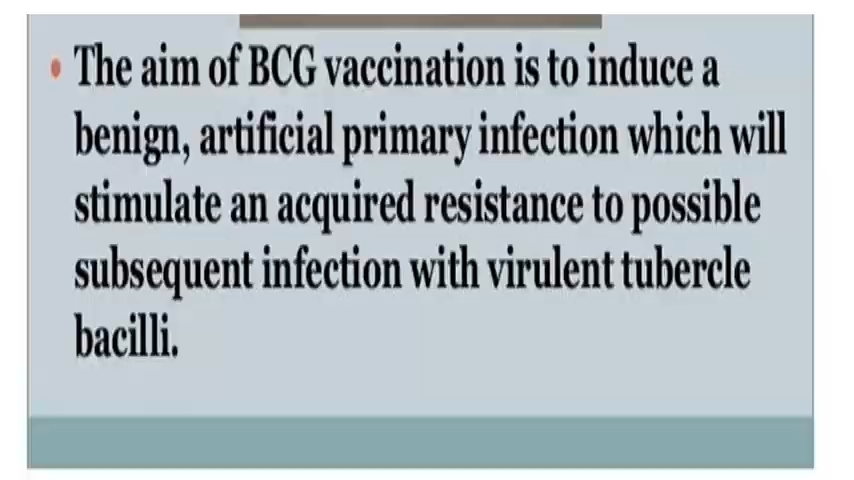 • The aim of BCG vaccination is to induce a
benign, artificial primary infection which will
stimulate an acquired resistance to possible
subsequent infection with virulent tubercle
bacilli.